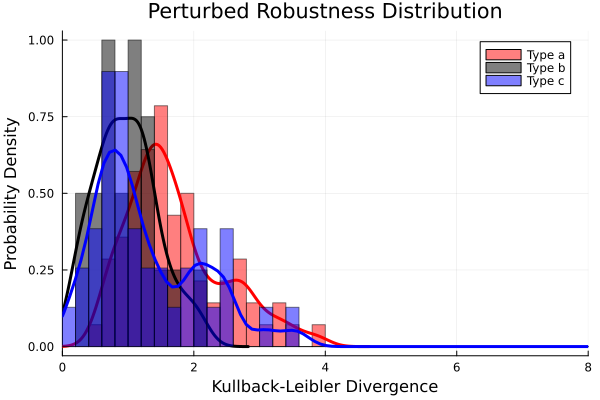 Perturbed Robustness Distribution
Type a
Type b
Type c
1.00
0.75
0.50
0.25
0.00
Probability Density
0 2 4 6 8
Kullback-Leibler Divergence